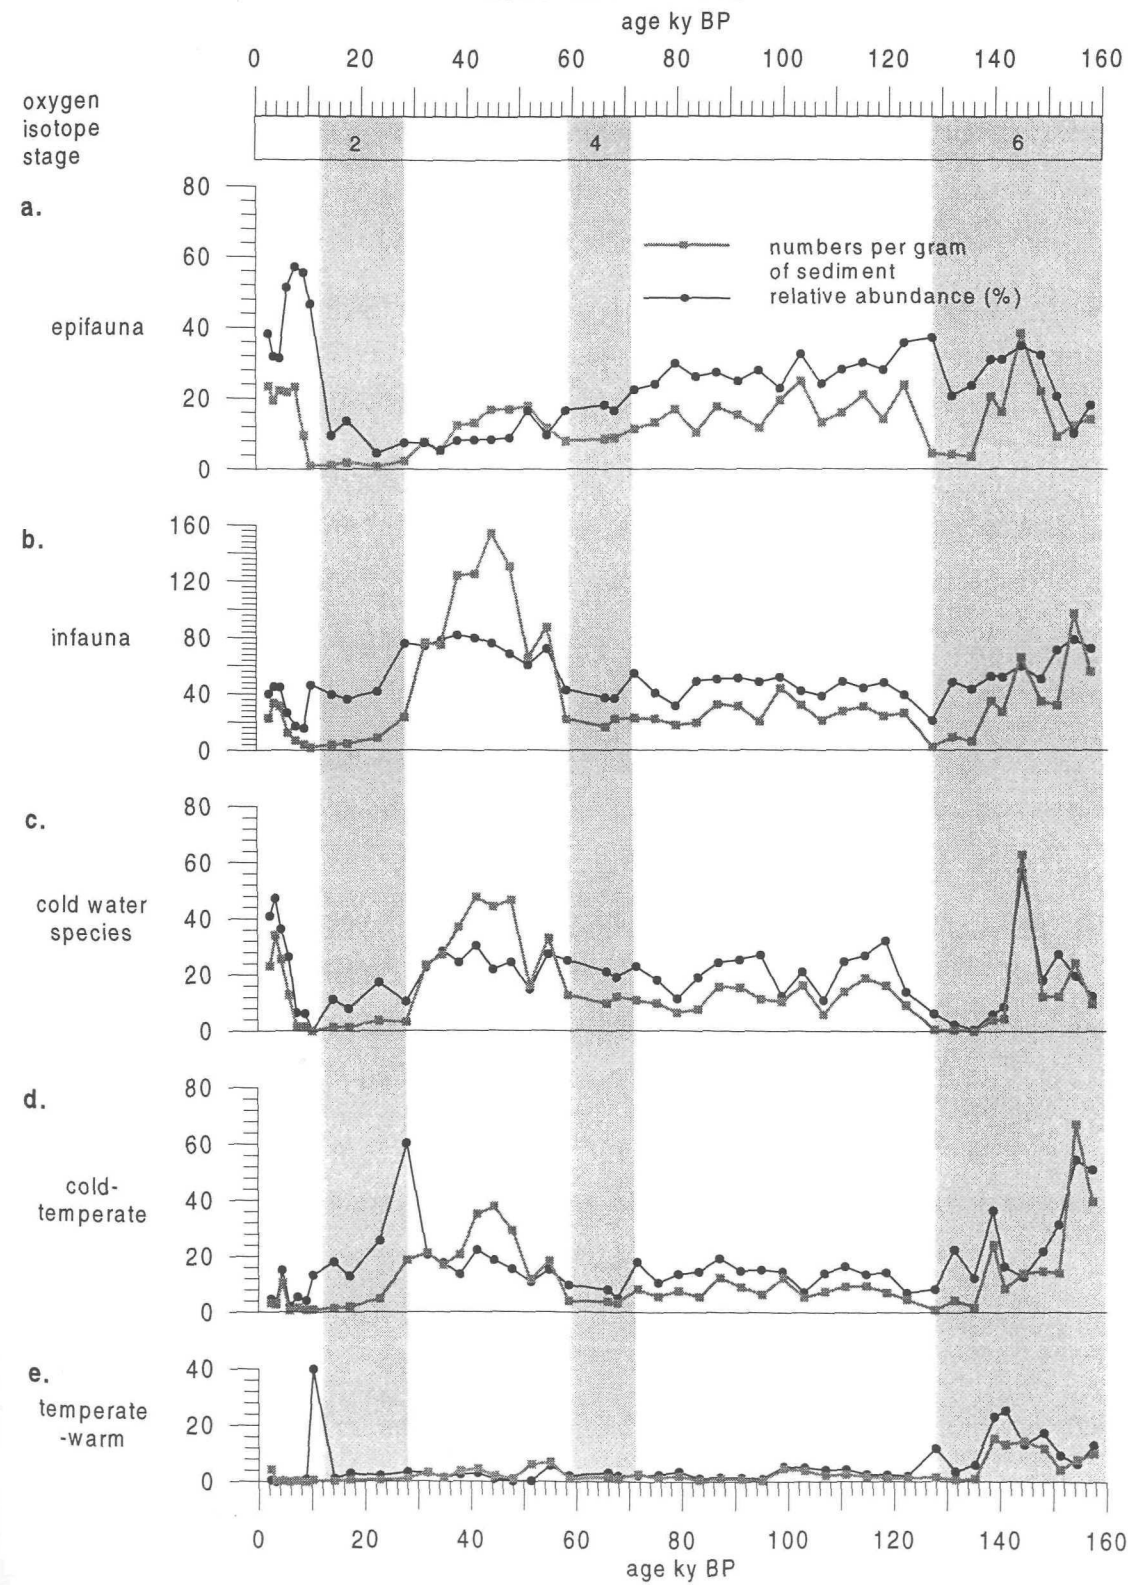 age ky BP
0 20 40 60 80 100 120 140 160
oxygen
isotope
stage
2 4 6
a.
80
60
40
20
0
epifauna
numbers per gram
of sediment
relative abundance (%)
b.
160
120
80
40
0
infauna
c.
80
60
40
20
0
cold water
species
d.
80
60
40
20
0
cold-
temperate
e.
40
20
0
temperate
-warm
0 20 40 60 80 100 120 140 160
age ky BP